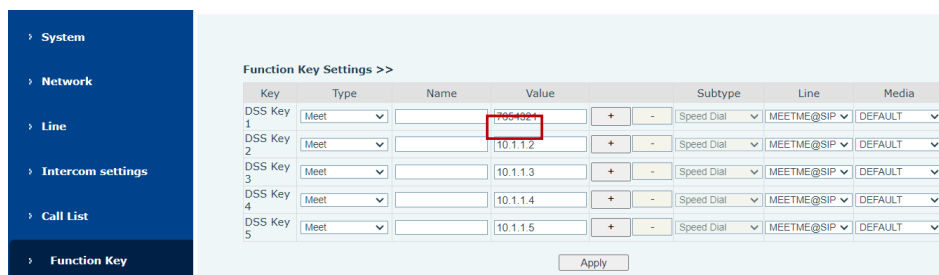 System
Network
Line
Intercom settings
Call List
Function Key
Function Key Settings >>
Key Type Name Value Subtype Line Media
DSS Key 1 Meet 7654321 + - Speed Dial MEETME@SIP DEFAULT
DSS Key 2 Meet 10.1.1.2 + - Speed Dial MEETME@SIP DEFAULT
DSS Key 3 Meet 10.1.1.3 + - Speed Dial MEETME@SIP DEFAULT
DSS Key 4 Meet 10.1.1.4 + - Speed Dial MEETME@SIP DEFAULT
DSS Key 5 Meet 10.1.1.5 + - Speed Dial MEETME@SIP DEFAULT
Apply